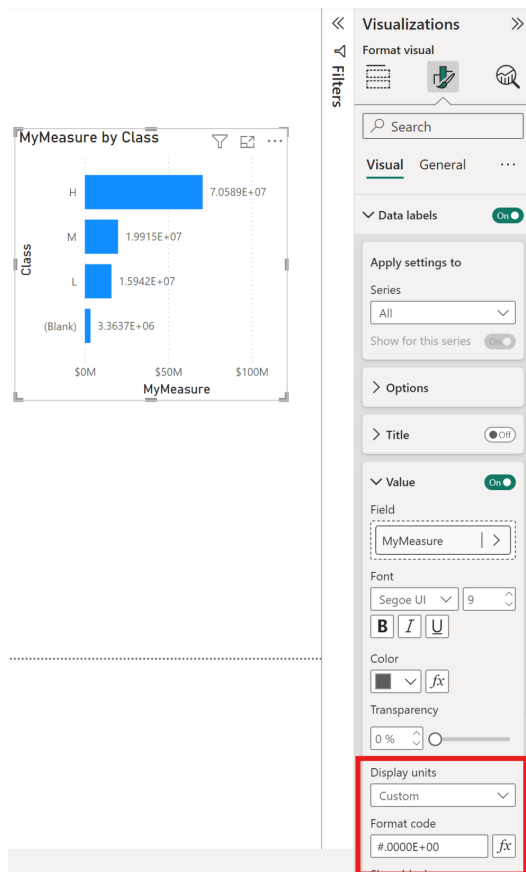 MyMeasure by Class
Class
H
7.0589E+07
M
1.9915E+07
L
1.5942E+07
(Blank)
3.3637E+06
$0M
$50M
$100M
MyMeasure
Filters
Visualizations
Format visual
Search
Visual
General
Data labels
On
Apply settings to
Series
All
Show for this series
On
Options
Title
Off
Value
On
Field
MyMeasure
Font
Segoe UI
9
B
I
U
Color
fx
Transparency
0 %
Display units
Custom
Format code
#.0000E+00
fx